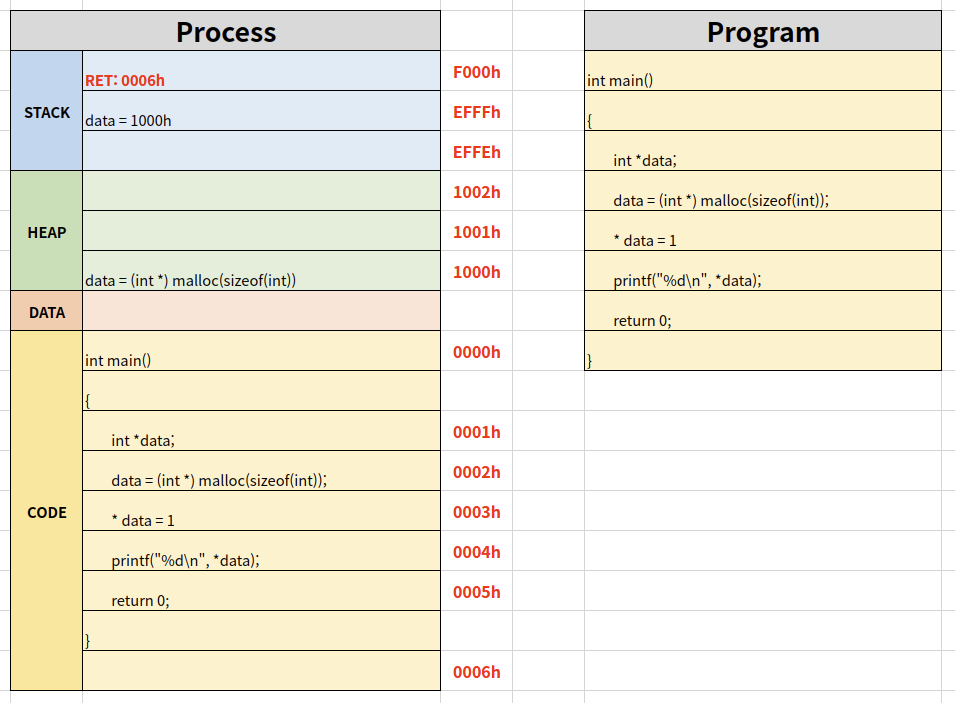 Process
Program
STACK
RET: 0006h
F000h
int main()
data = 1000h
EFFFh
{
EFFEh
int *data;
HEAP
1002h
data = (int *) malloc(sizeof(int));
1001h
* data = 1
data = (int *) malloc(sizeof(int))
1000h
printf("%d\n", *data);
DATA
return 0;
CODE
int main()
0000h
}
{
int *data;
0001h
data = (int *) malloc(sizeof(int));
0002h
* data = 1
0003h
printf("%d\n", *data);
0004h
return 0;
0005h
}
0006h